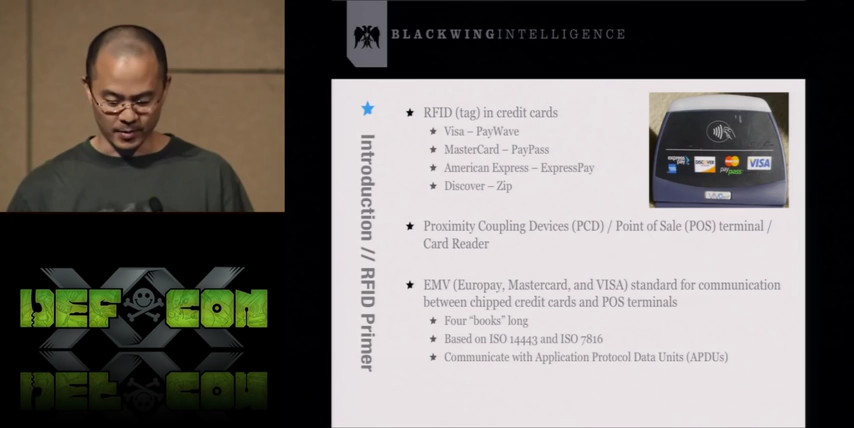 BLACKWINGINTELLIGENCE
Introduction // RFID Primer
RFID (tag) in credit cards
Visa – PayWave
MasterCard – PayPass
American Express – ExpressPay
Discover – Zip
Proximity Coupling Devices (PCD) / Point of Sale (POS) terminal /
Card Reader
EMV (Europay, Mastercard, and VISA) standard for communication
between chipped credit cards and POS terminals
Four “books” long
Based on ISO 14443 and ISO 7816
Communicate with Application Protocol Data Units (APDUs)
DISCOVER
VISA
DEF CON
XX